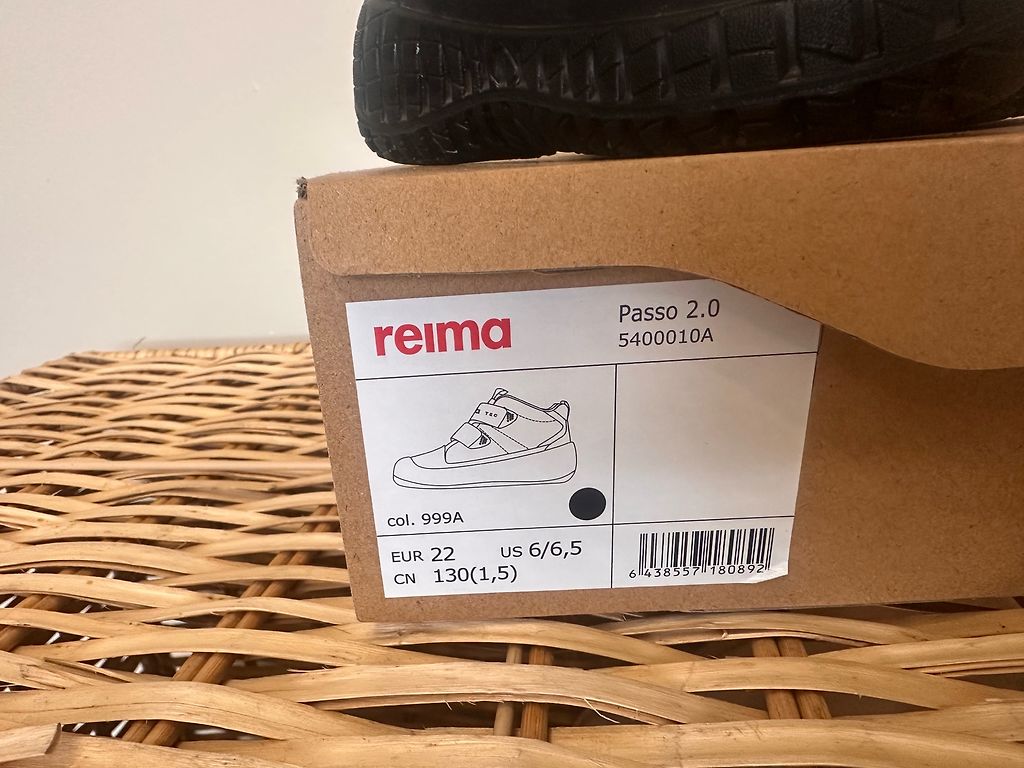 reima
Passo 2.0
5400010A
TEC
col. 999A
EUR 22 US 6/6,5
CN 130(1,5)
6 438557 180892